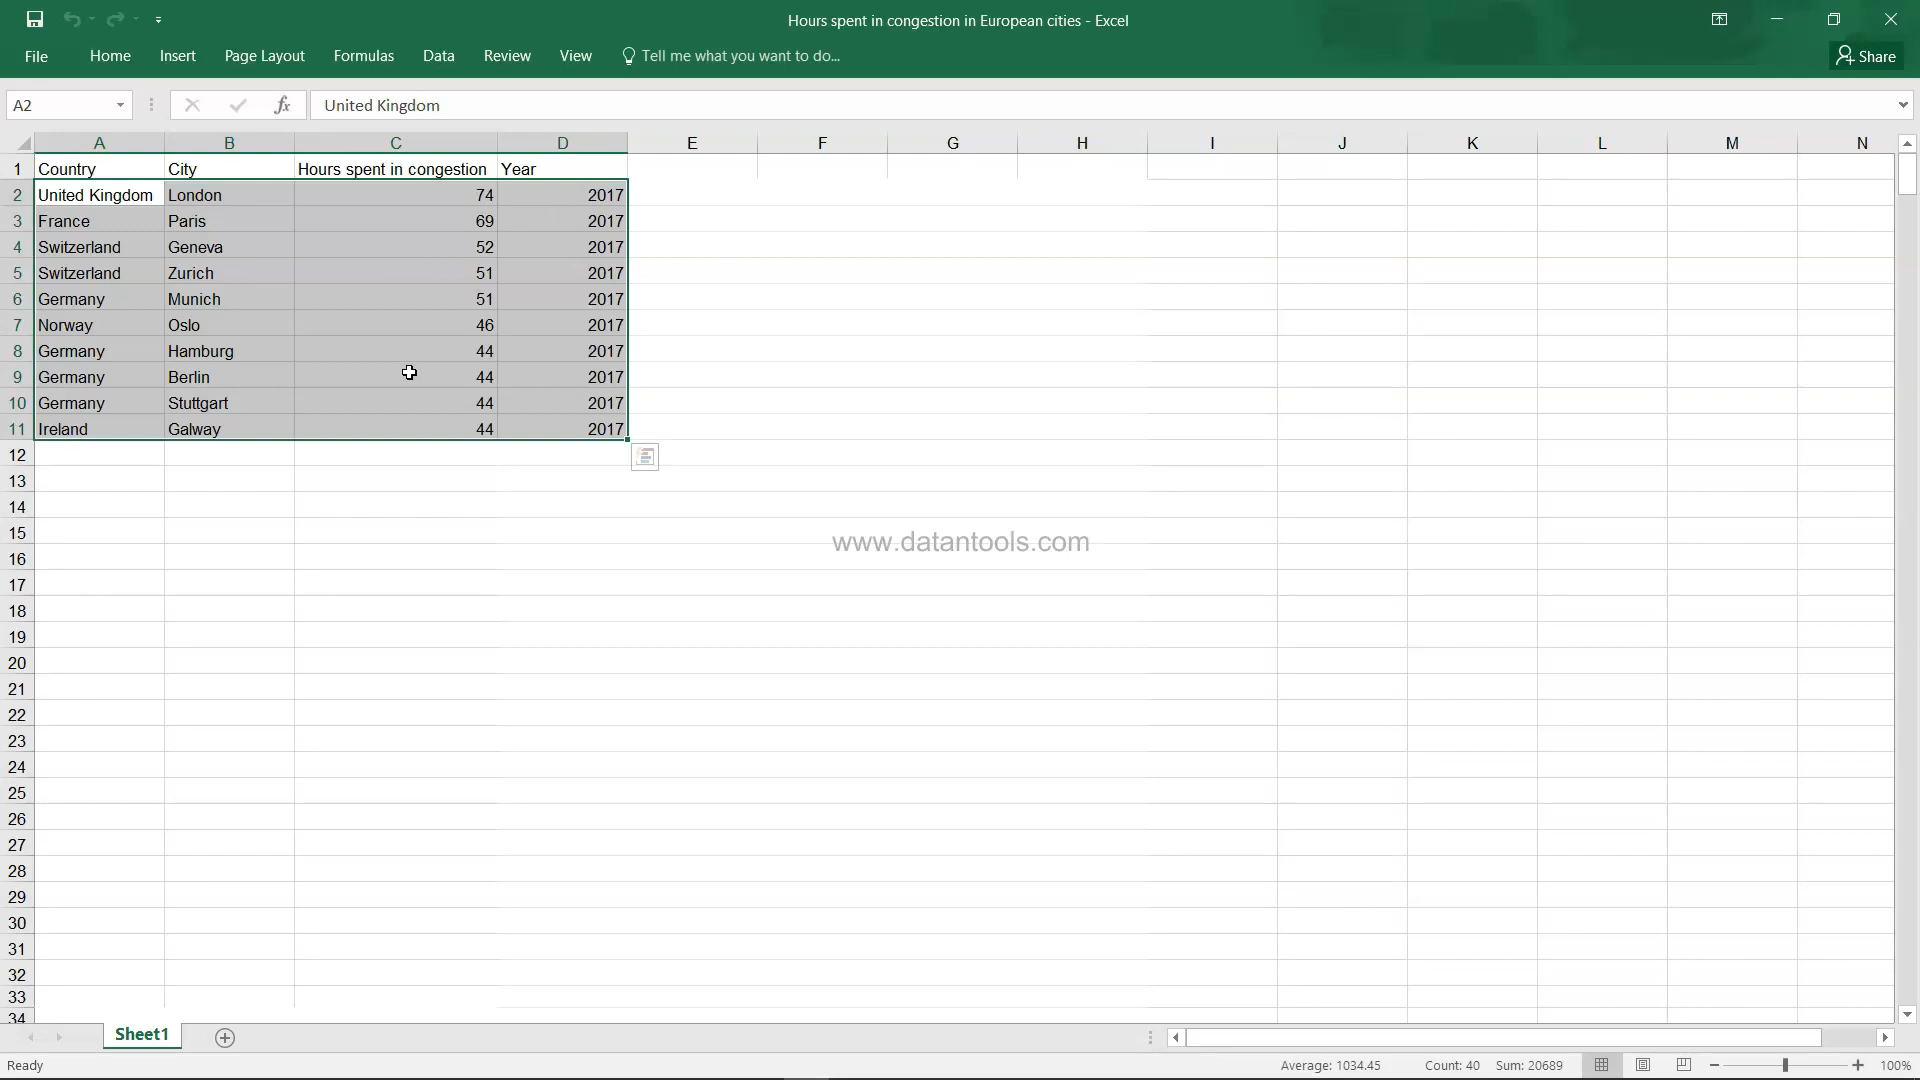 Hours spent in congestion in European cities - Excel
File Home Insert Page Layout Formulas Data Review View Tell me what you want to do... Share
A2 fx United Kingdom
A B C D E F G H I J K L M N
1 Country City Hours spent in congestion Year
2 United Kingdom London 74 2017
3 France Paris 69 2017
4 Switzerland Geneva 52 2017
5 Switzerland Zurich 51 2017
6 Germany Munich 51 2017
7 Norway Oslo 46 2017
8 Germany Hamburg 44 2017
9 Germany Berlin 44 2017
10 Germany Stuttgart 44 2017
11 Ireland Galway 44 2017
12
13
14
15
www.datantools.com
16
17
18
19
20
21
22
23
24
25
26
27
28
29
30
31
32
33
34
Sheet1
Ready Average: 1034.45 Count: 40 Sum: 20689 100%